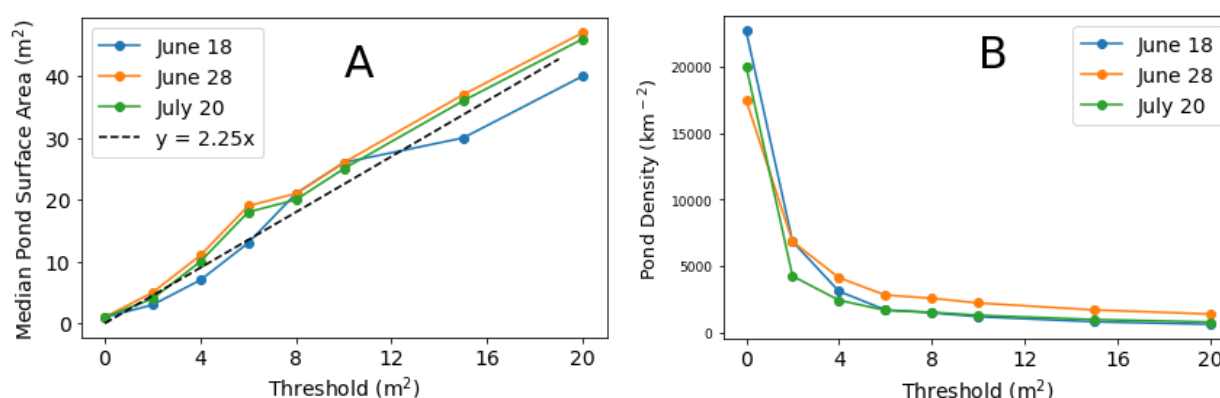 A
June 18
June 28
July 20
y = 2.25x
Median Pond Surface Area (m²)
0
10
20
30
40
0
4
8
12
16
20
Threshold (m²)
B
June 18
June 28
July 20
Pond Density (km⁻²)
20000
15000
10000
5000
0
0
4
8
12
16
20
Threshold (m²)